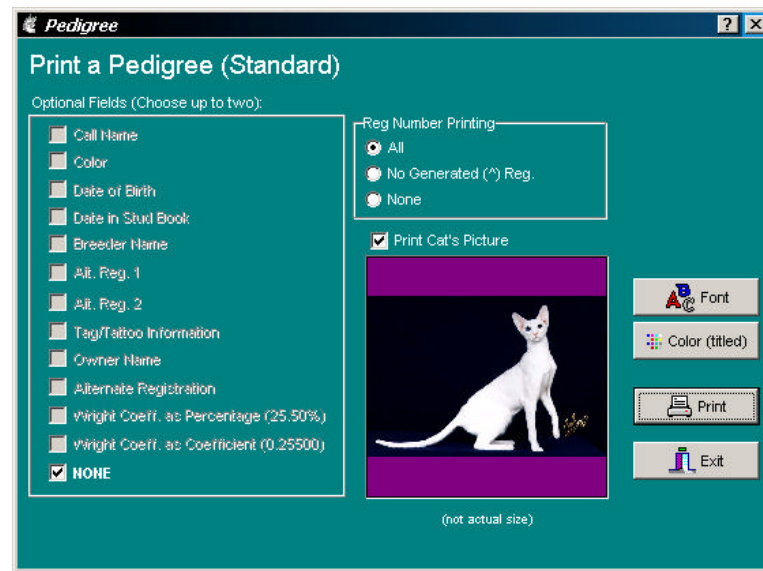 Pedigree
Print a Pedigree (Standard)
Optional Fields (Choose up to two):
Call Name
Color
Date of Birth
Date in Stud Book
Breeder Name
Alt. Reg. 1
Alt. Reg. 2
Tag/Tattoo Information
Owner Name
Alternate Registration
Wright Coeff. as Percentage (25.50%)
Wright Coeff. as Coefficient (0.25500)
NONE
Reg Number Printing
All
No Generated (^) Reg.
None
Print Cat's Picture
(not actual size)
Font
Color (titled)
Print
Exit